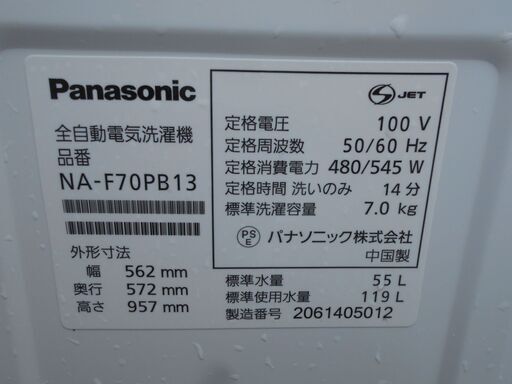 Panasonic
全自動電気洗濯機
品番
NA-F70PB13
外形寸法
幅 562 mm
奥行 572 mm
高さ 957 mm
S JET
定格電圧 100 V
定格周波数 50/60 Hz
定格消費電力 480/545 W
定格時間 洗いのみ 14分
標準洗濯容量 7.0 kg
PSE パナソニック株式会社
中国製
標準水量 55 L
標準使用水量 119 L
製造番号 2061405012